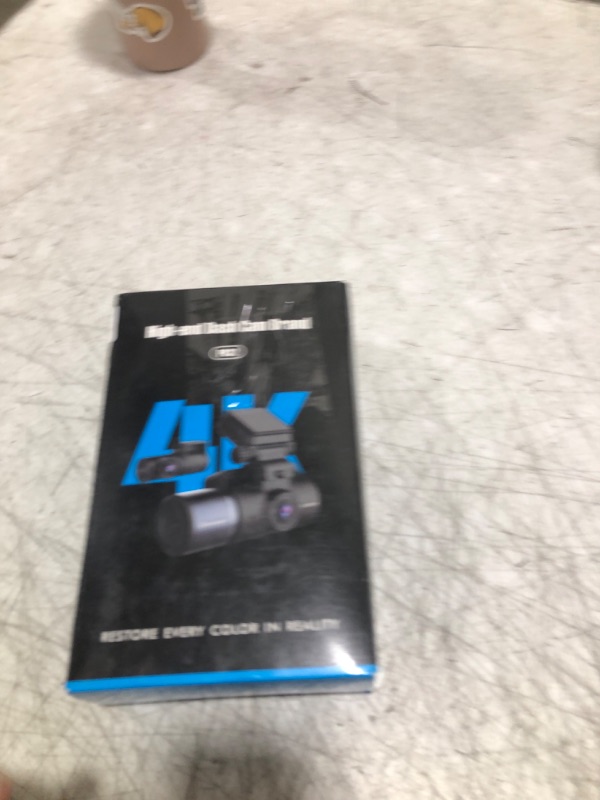 High-end Dash Cam Brand
4K
RESTORE EVERY COLOR IN REALITY